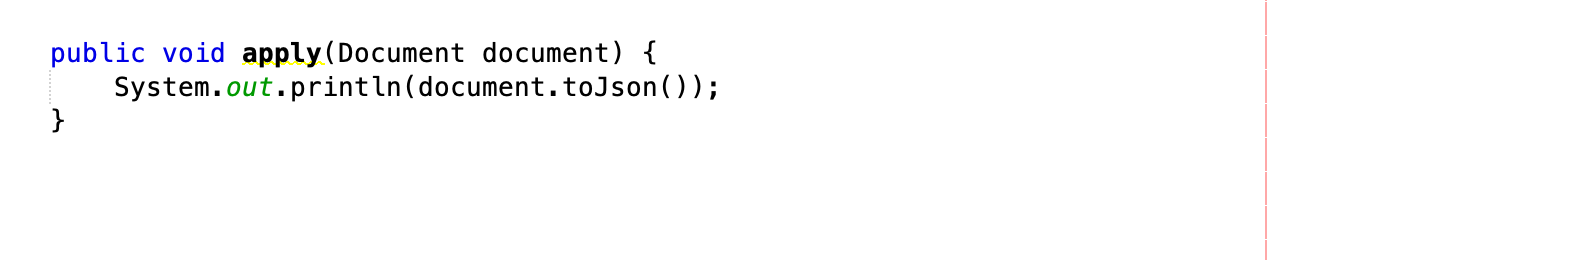 public void apply(Document document) {
    System.out.println(document.toJson());
}